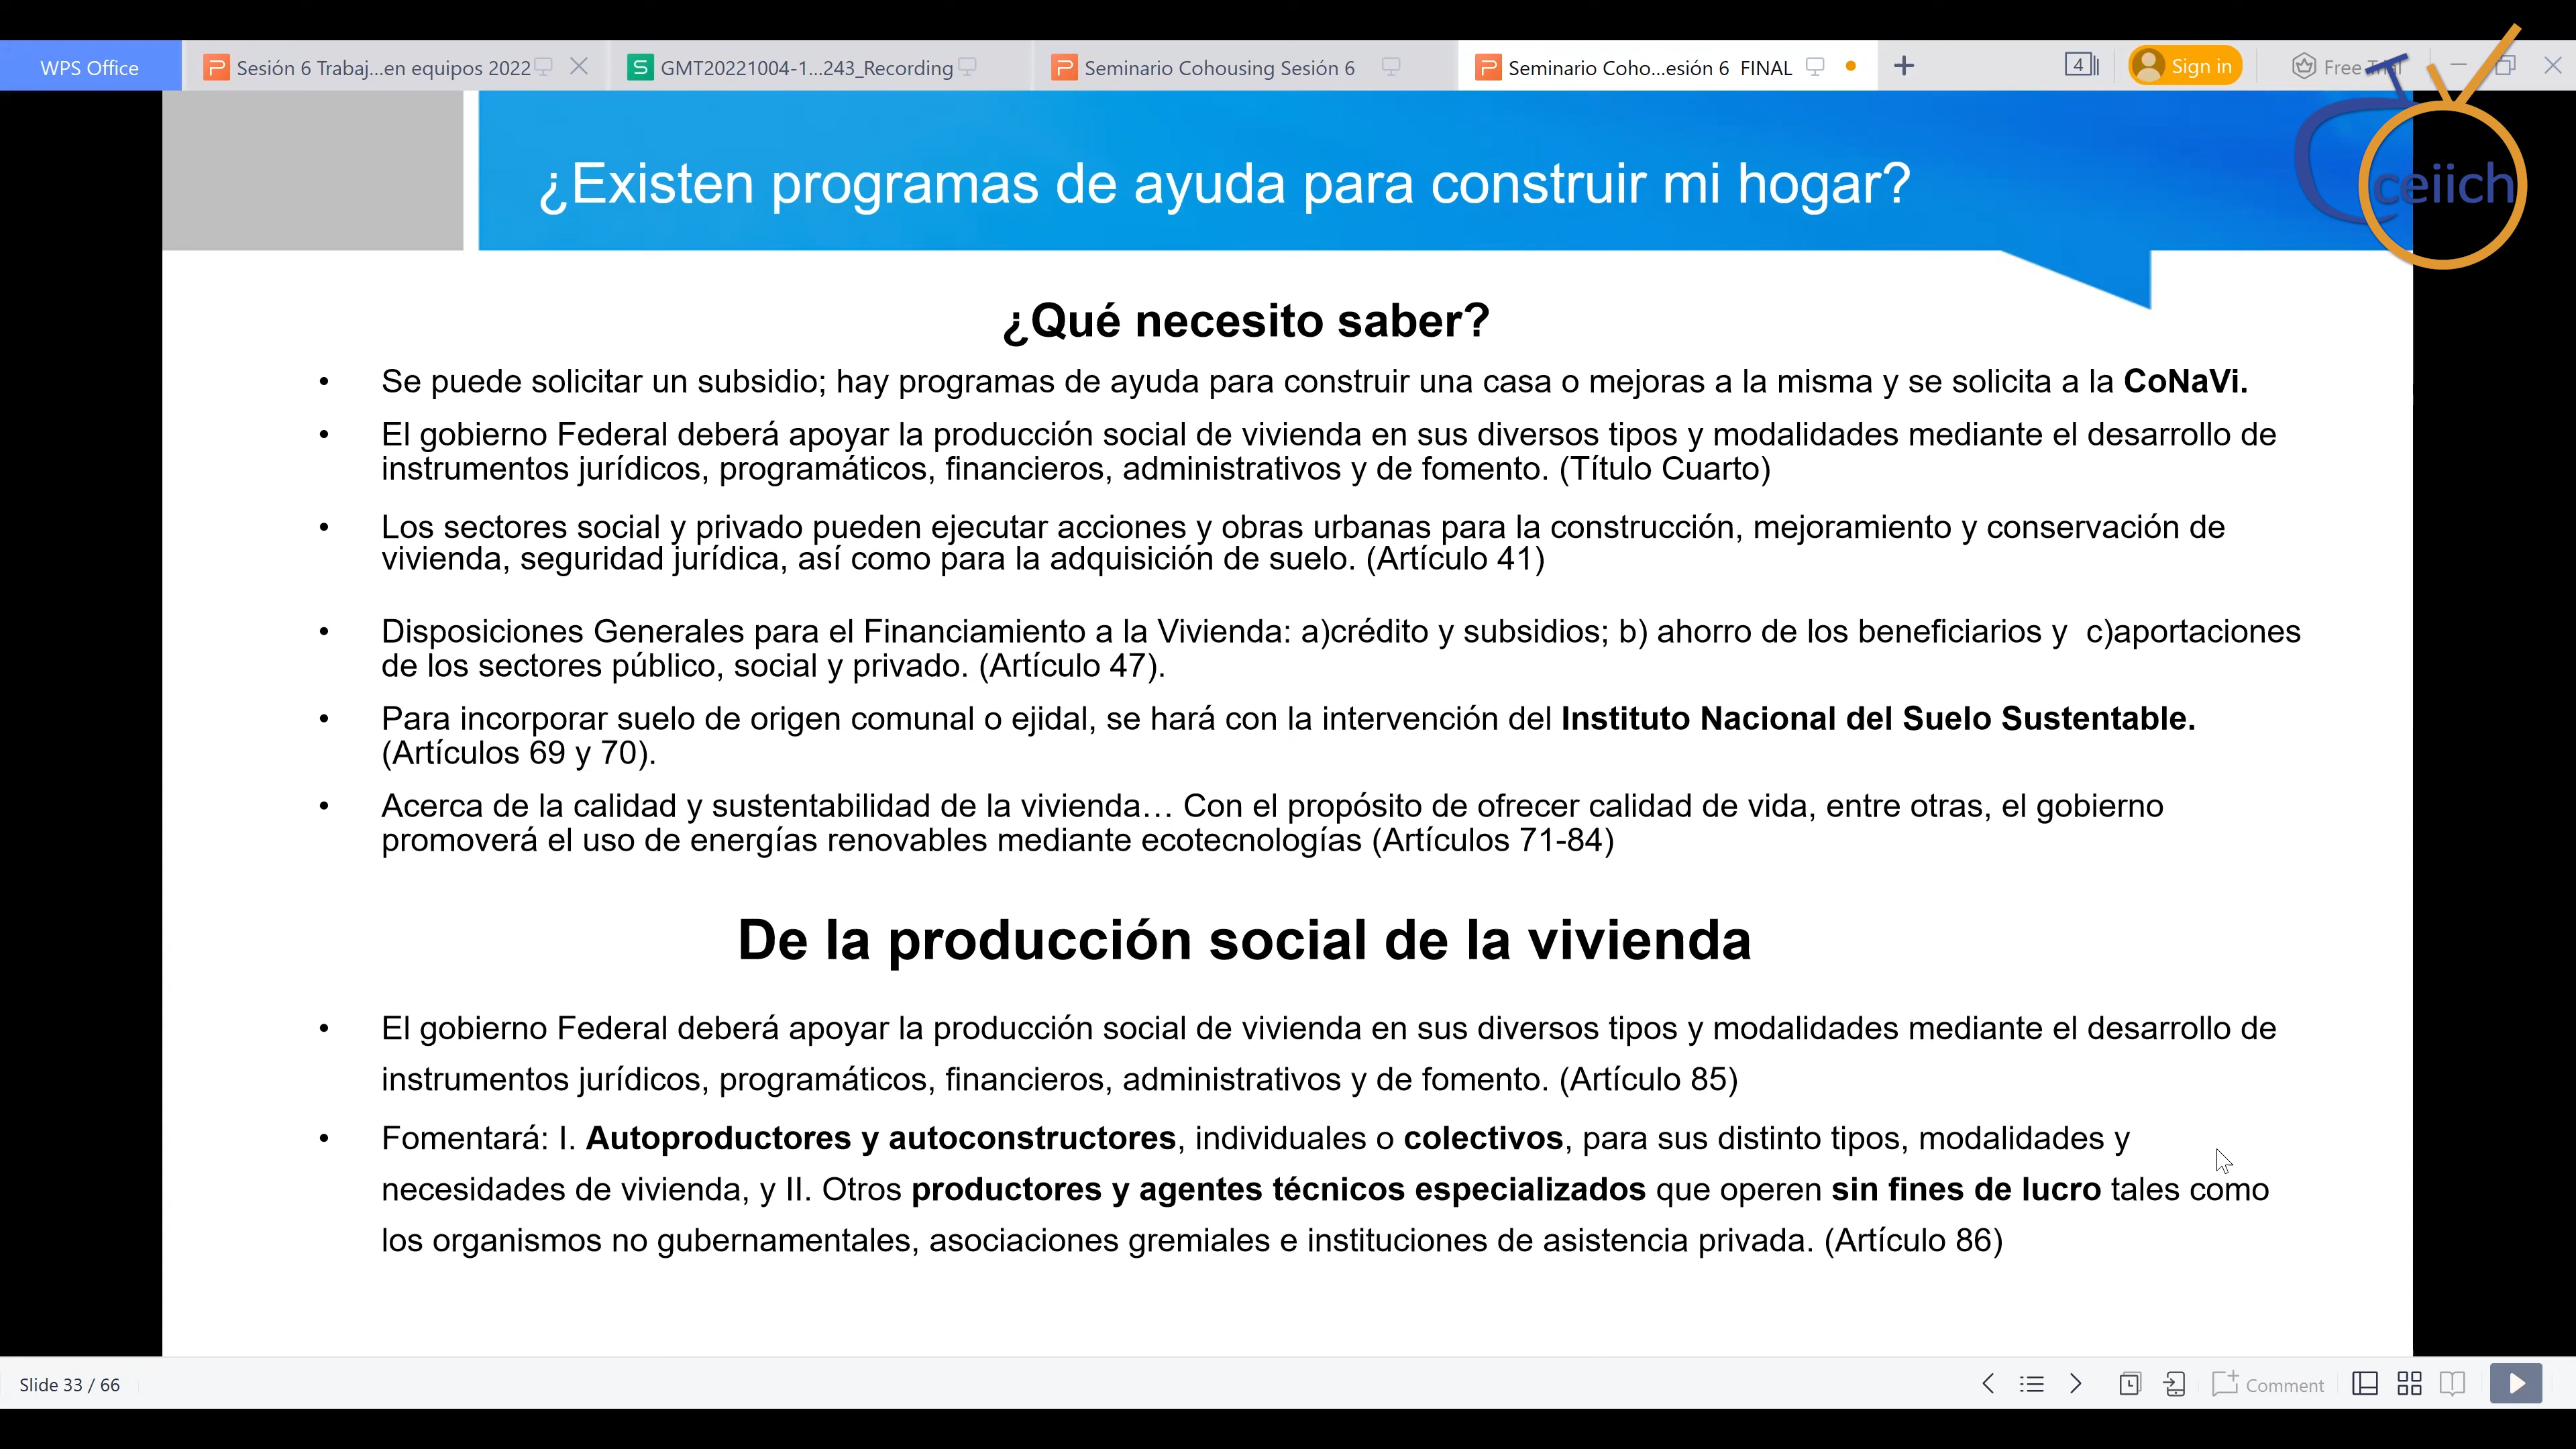 WPS Office
Sesión 6 Trabaj...en equipos 2022
GMT20221004-1...243_Recording
Seminario Cohousing Sesión 6
Seminario Coho...esión 6 FINAL
4
Sign in
Free Trial
ceiich
¿Existen programas de ayuda para construir mi hogar?
¿Qué necesito saber?
• Se puede solicitar un subsidio; hay programas de ayuda para construir una casa o mejoras a la misma y se solicita a la CoNaVi.
• El gobierno Federal deberá apoyar la producción social de vivienda en sus diversos tipos y modalidades mediante el desarrollo de
instrumentos jurídicos, programáticos, financieros, administrativos y de fomento. (Título Cuarto)
• Los sectores social y privado pueden ejecutar acciones y obras urbanas para la construcción, mejoramiento y conservación de
vivienda, seguridad jurídica, así como para la adquisición de suelo. (Artículo 41)
• Disposiciones Generales para el Financiamiento a la Vivienda: a)crédito y subsidios; b) ahorro de los beneficiarios y c)aportaciones
de los sectores público, social y privado. (Artículo 47).
• Para incorporar suelo de origen comunal o ejidal, se hará con la intervención del Instituto Nacional del Suelo Sustentable.
(Artículos 69 y 70).
• Acerca de la calidad y sustentabilidad de la vivienda… Con el propósito de ofrecer calidad de vida, entre otras, el gobierno
promoverá el uso de energías renovables mediante ecotecnologías (Artículos 71-84)
De la producción social de la vivienda
• El gobierno Federal deberá apoyar la producción social de vivienda en sus diversos tipos y modalidades mediante el desarrollo de
instrumentos jurídicos, programáticos, financieros, administrativos y de fomento. (Artículo 85)
• Fomentará: I. Autoproductores y autoconstructores, individuales o colectivos, para sus distinto tipos, modalidades y
necesidades de vivienda, y II. Otros productores y agentes técnicos especializados que operen sin fines de lucro tales como
los organismos no gubernamentales, asociaciones gremiales e instituciones de asistencia privada. (Artículo 86)
Slide 33 / 66
Comment